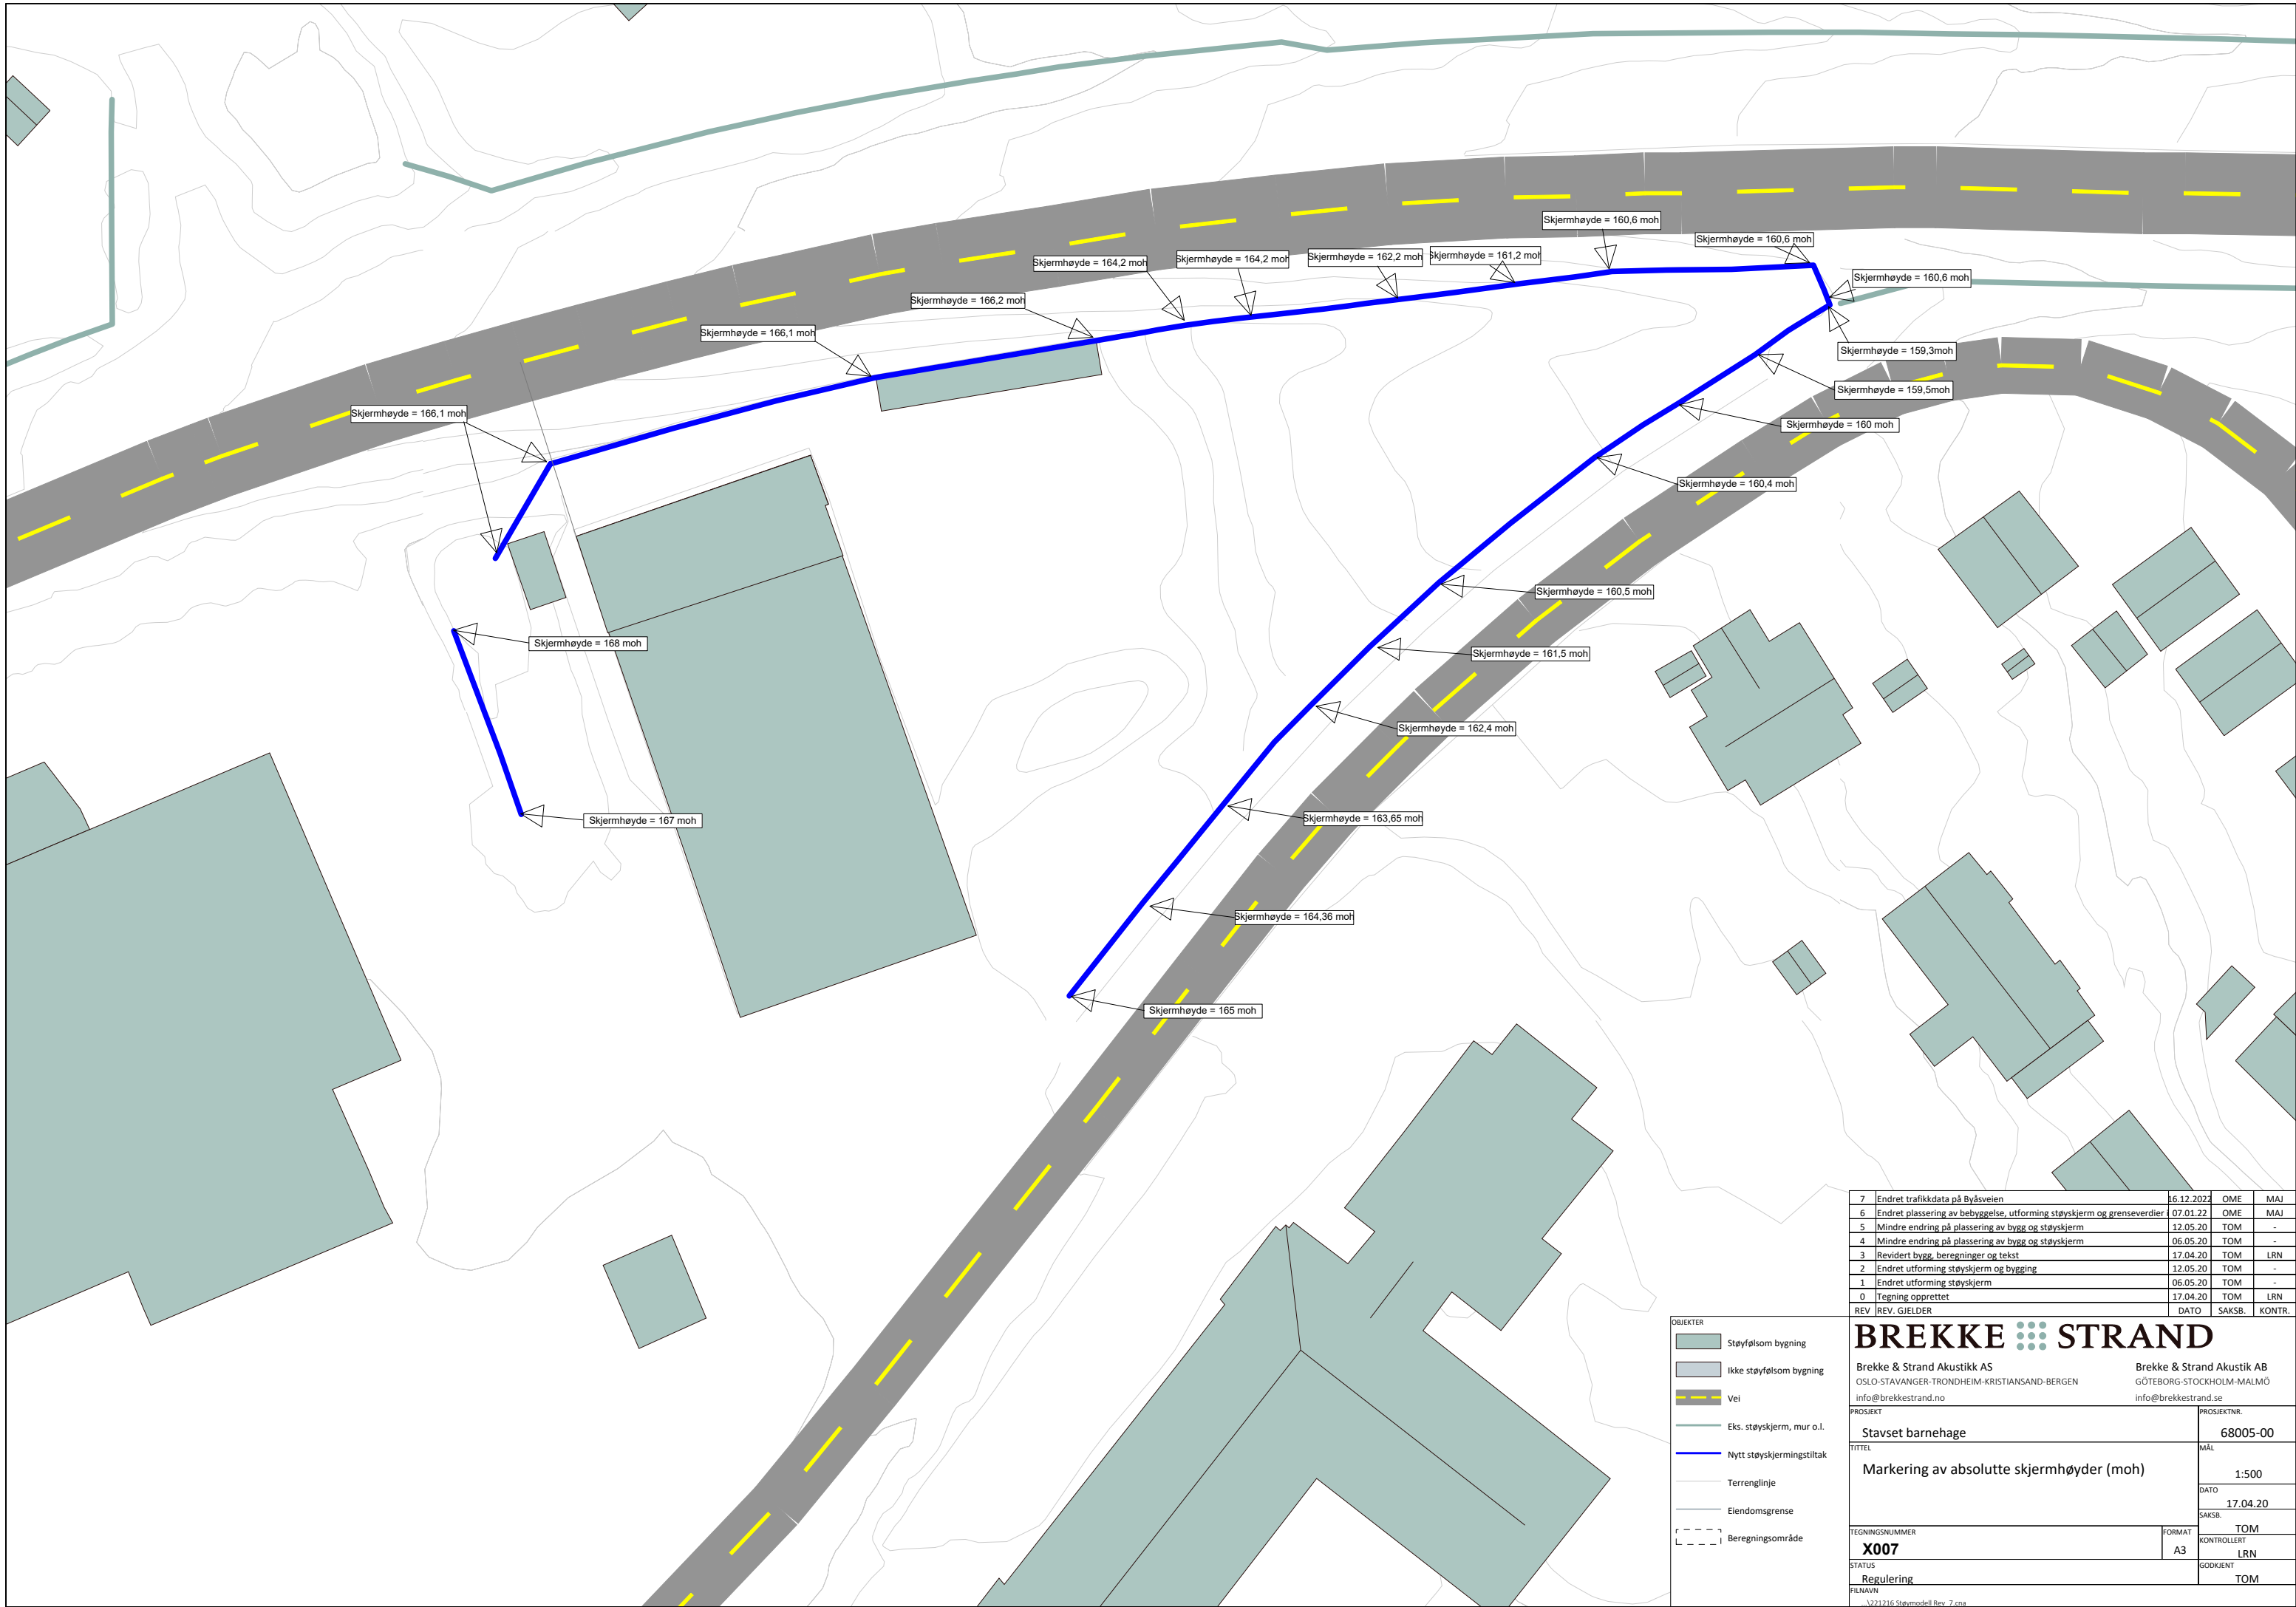 Skjermhøyde = 160,6 moh
Skjermhøyde = 160,6 moh
Skjermhøyde = 161,2 moh
Skjermhøyde = 162,2 moh
Skjermhøyde = 164,2 moh
Skjermhøyde = 164,2 moh
Skjermhøyde = 160,6 moh
Skjermhøyde = 166,2 moh
Skjermhøyde = 166,1 moh
Skjermhøyde = 159,3moh
Skjermhøyde = 159,5moh
Skjermhøyde = 166,1 moh
Skjermhøyde = 160 moh
Skjermhøyde = 160,4 moh
Skjermhøyde = 160,5 moh
Skjermhøyde = 168 moh
Skjermhøyde = 161,5 moh
Skjermhøyde = 162,4 moh
Skjermhøyde = 167 moh
Skjermhøyde = 163,65 moh
Skjermhøyde = 164,36 moh
Skjermhøyde = 165 moh
7 Endret trafikkdata på Byåsveien 16.12.2022 OME MAJ
6 Endret plassering av bebyggelse, utforming støyskjerm og grenseverdier 07.01.22 OME MAJ
5 Mindre endring på plassering av bygg og støyskjerm 12.05.20 TOM -
4 Mindre endring på plassering av bygg og støyskjerm 06.05.20 TOM -
3 Revidert bygg, beregninger og tekst 17.04.20 TOM LRN
2 Endret utforming støyskjerm og bygging 12.05.20 TOM -
1 Endret utforming støyskjerm 06.05.20 TOM -
0 Tegning opprettet 17.04.20 TOM LRN
REV REV. GJELDER DATO SAKSB. KONTR.
OBJEKTER
Støyfølsom bygning
Ikke støyfølsom bygning
Vei
Eks. støyskjerm, mur o.l.
Nytt støyskjermingstiltak
Terrenglinje
Eiendomsgrense
Beregningsområde
BREKKE STRAND
Brekke & Strand Akustikk AS
OSLO-STAVANGER-TRONDHEIM-KRISTIANSAND-BERGEN
info@brekkestrand.no
Brekke & Strand Akustik AB
GÖTEBORG-STOCKHOLM-MALMÖ
info@brekkestrand.se
PROSJEKT
Stavset barnehage
PROSJEKTNR.
68005-00
TITTEL
Markering av absolutte skjermhøyder (moh)
MÅL
1:500
DATO
17.04.20
SAKSB.
TOM
TEGNINGSNUMMER
X007
FORMAT
A3
KONTROLLERT
LRN
STATUS
Regulering
GODKJENT
TOM
FILNAVN
...\221216 Støymodell Rev_7.cna